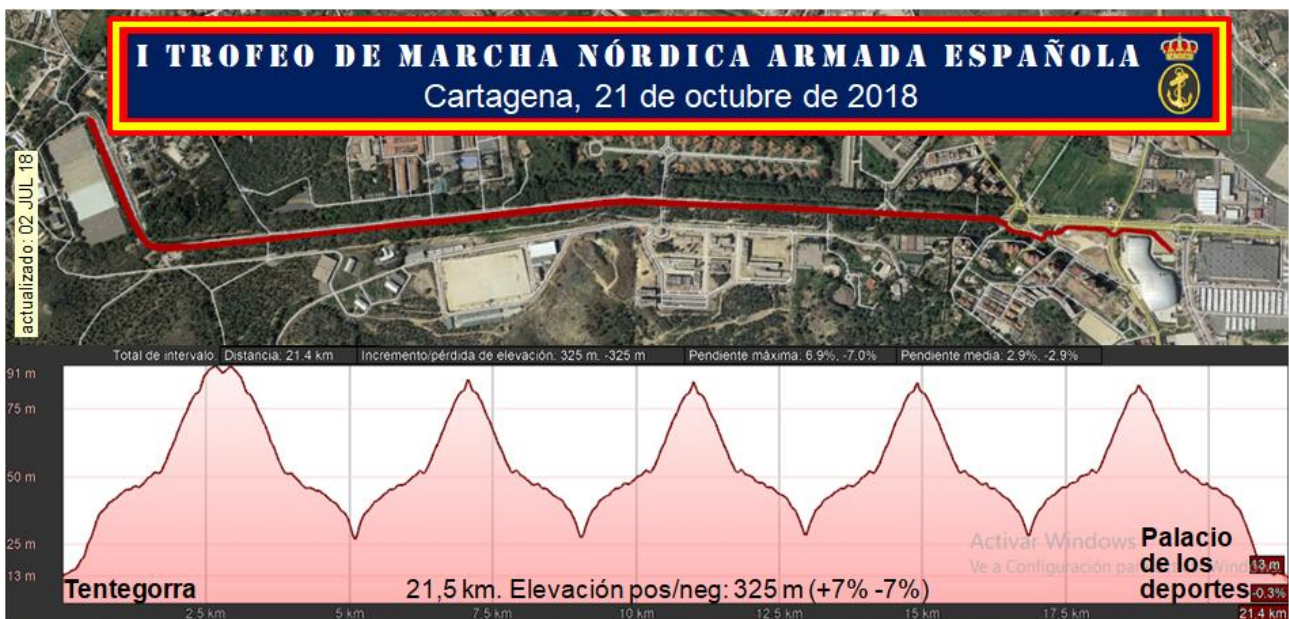 I TROFEO DE MARCHA NÓRDICA ARMADA ESPAÑOLA
Cartagena, 21 de octubre de 2018
actualizado: 02 JUL 18
Total de intervalo: Distancia: 21.4 km Incremento/pérdida de elevación: 325 m, -325 m Pendiente máxima: 6.9%, -7.0% Pendiente media: 2.9%, -2.9%
91 m
75 m
50 m
25 m
13 m
Activar Windows
Ve a Configuración para
Palacio
de los
deportes
13 m
-0.3%
Tentegorra
21,5 km. Elevación pos/neg: 325 m (+7% -7%)
2.5 km 5 km 7.5 km 10 km 12.5 km 15 km 17.5 km 21.4 km